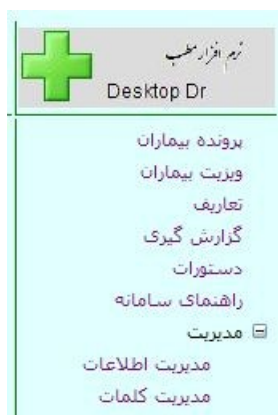 نرم افزار مطب
Desktop Dr
پرونده بیماران
ویزیت بیماران
تعاریف
گزارش گیری
دستورات
راهنمای سامانه
مدیریت
مدیریت اطلاعات
مدیریت کلمات